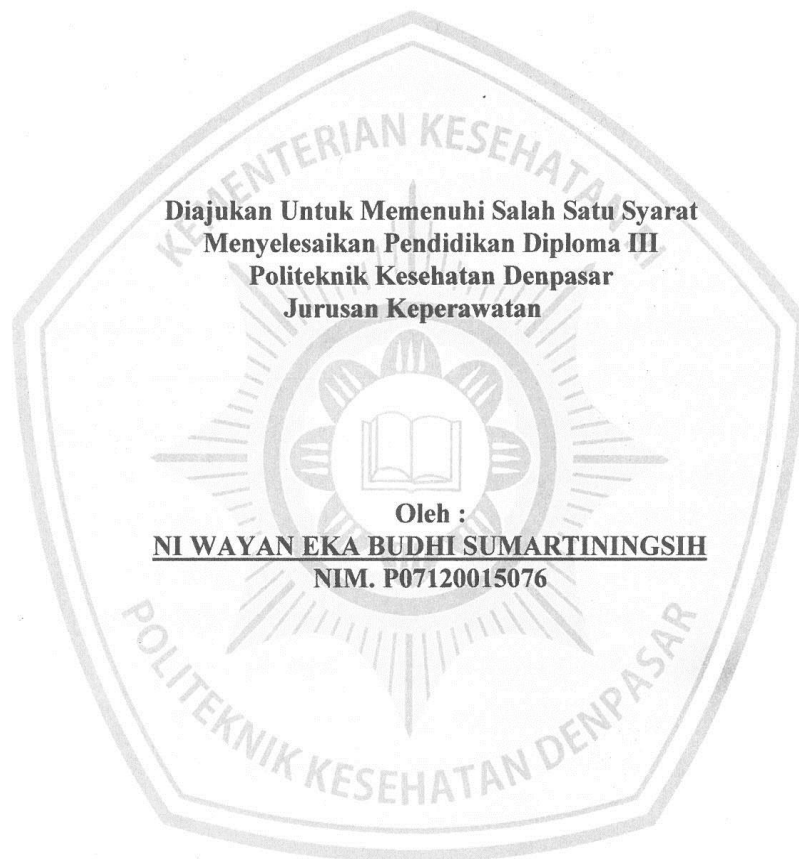 KEMENTERIAN KESEHATAN RI
Diajukan Untuk Memenuhi Salah Satu Syarat
Menyelesaikan Pendidikan Diploma III
Politeknik Kesehatan Denpasar
Jurusan Keperawatan
Oleh :
NI WAYAN EKA BUDHI SUMARTININGSIH
NIM. P07120015076
POLITEKNIK KESEHATAN DENPASAR